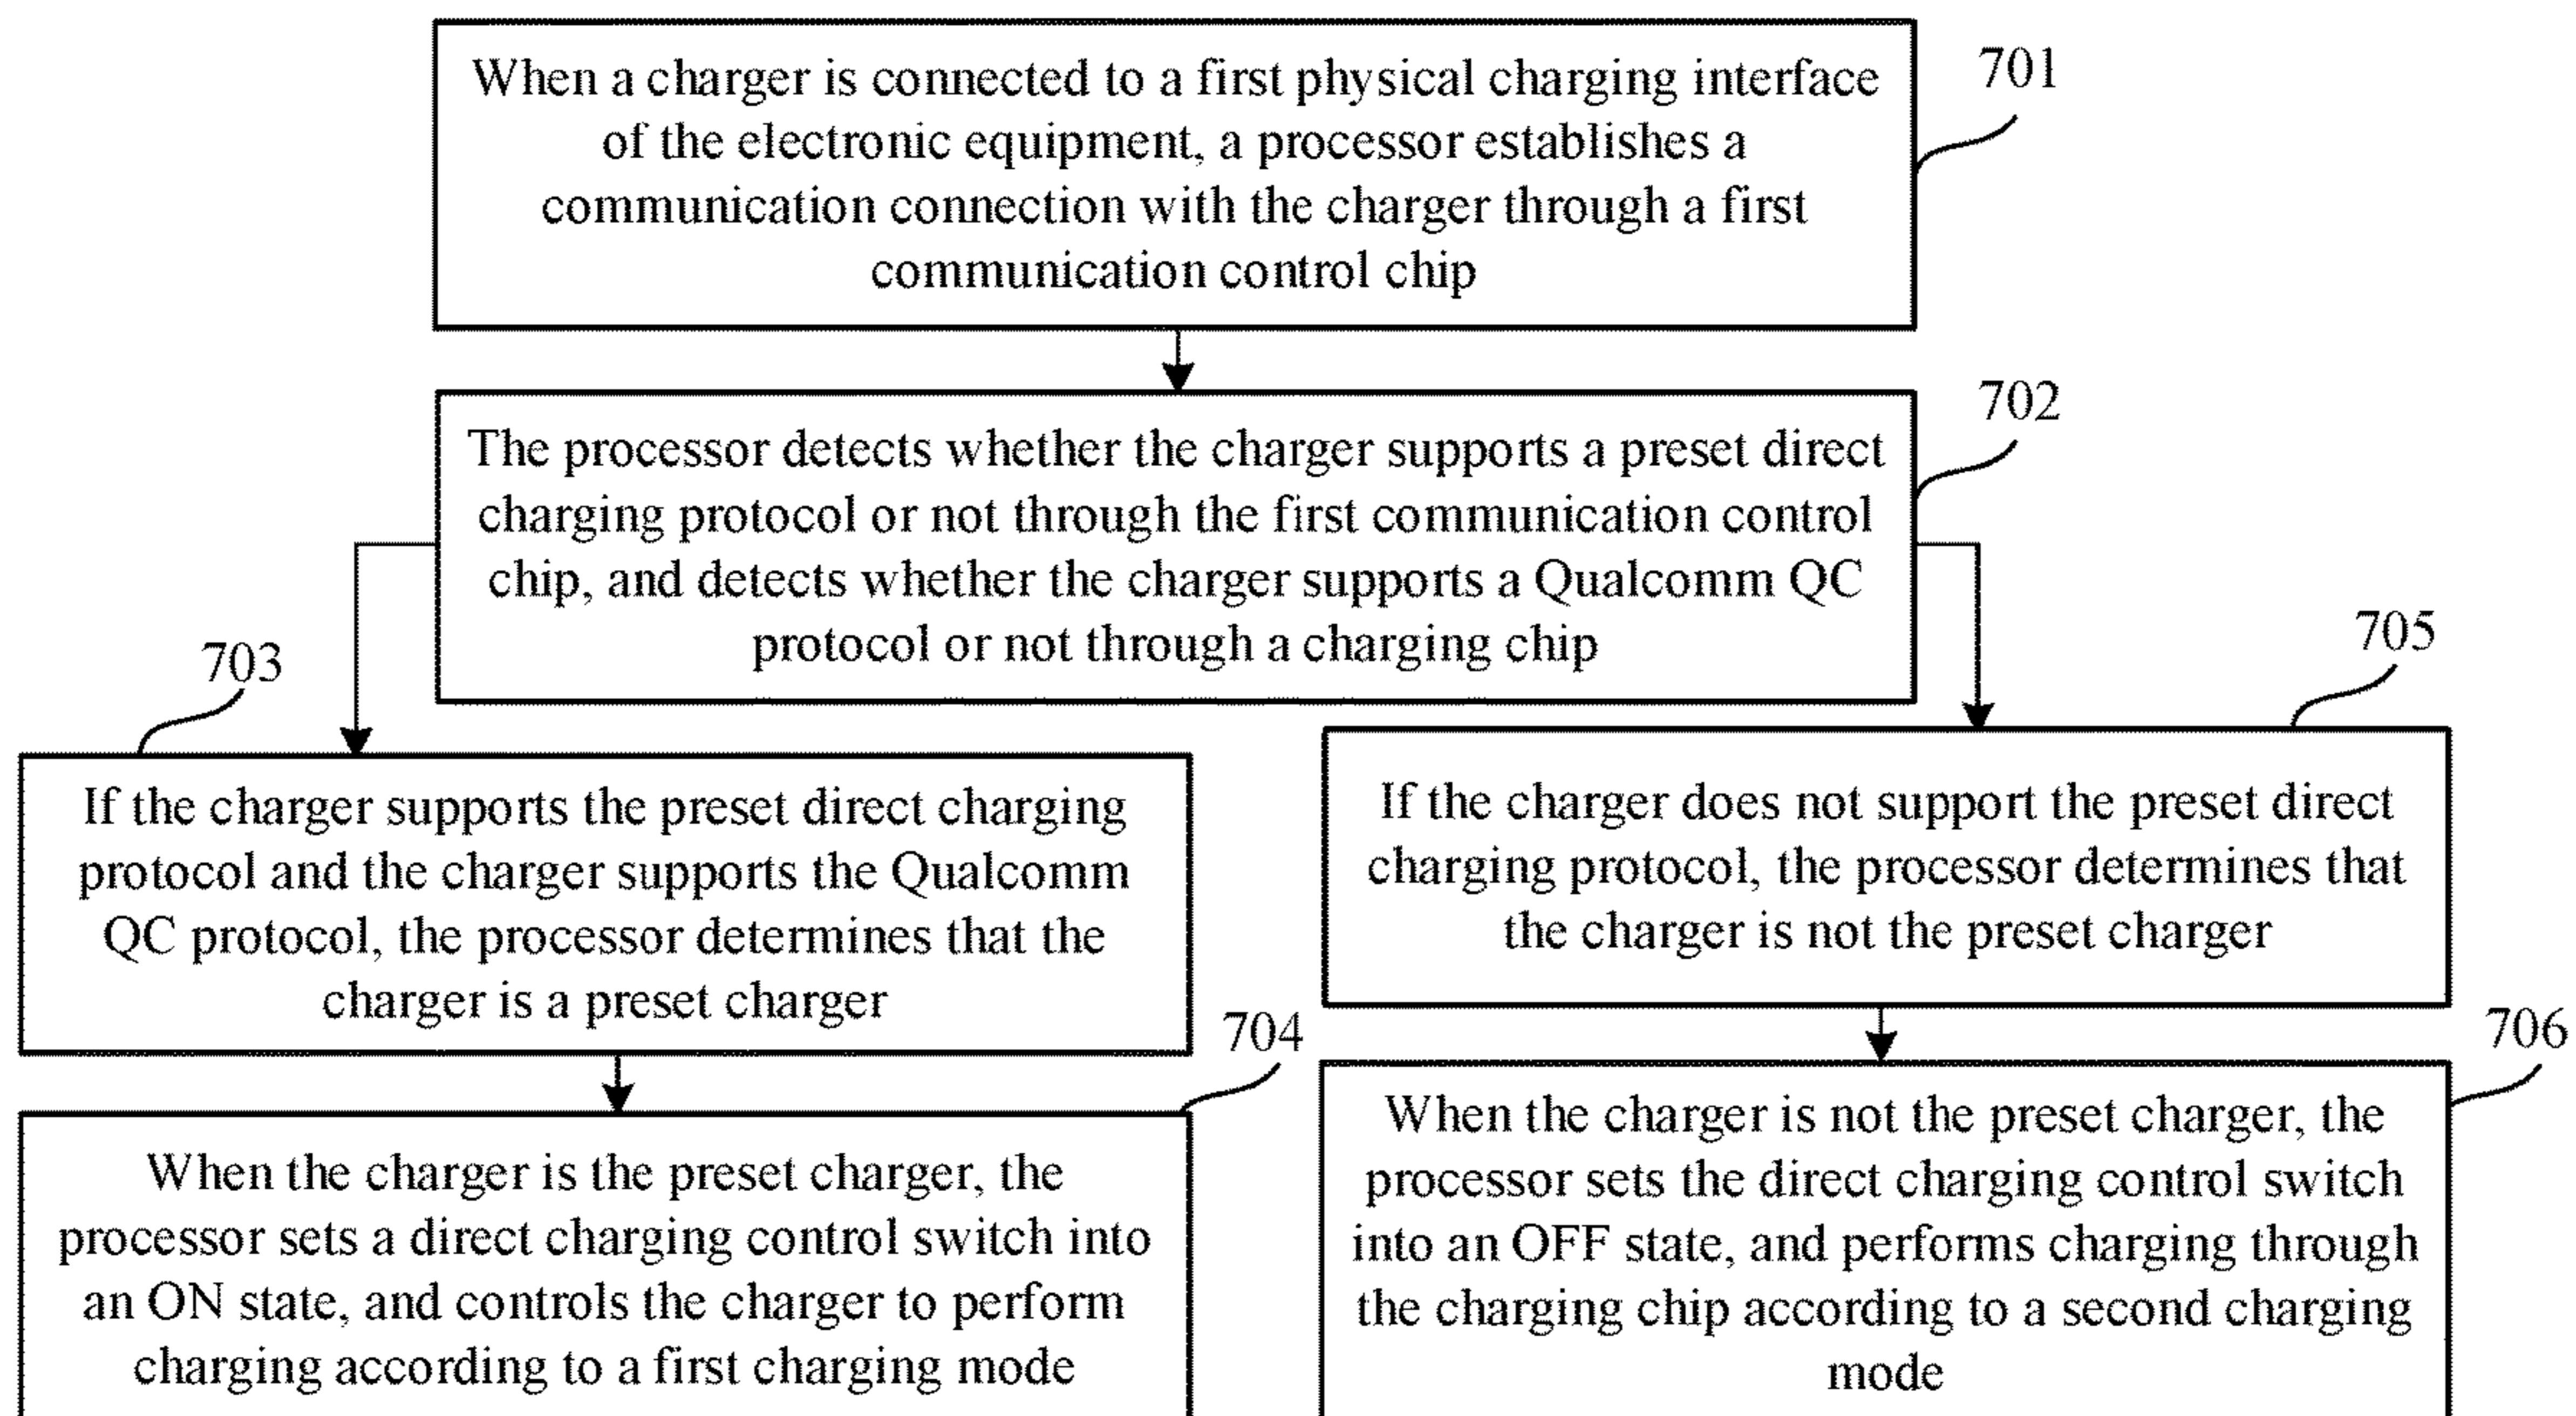 When a charger is connected to a first physical charging interface
of the electronic equipment, a processor establishes a
communication connection with the charger through a first
communication control chip
701
The processor detects whether the charger supports a preset direct
charging protocol or not through the first communication control
chip, and detects whether the charger supports a Qualcomm QC
protocol or not through a charging chip
702
703
If the charger supports the preset direct charging
protocol and the charger supports the Qualcomm
QC protocol, the processor determines that the
charger is a preset charger
705
If the charger does not support the preset direct
charging protocol, the processor determines that
the charger is not the preset charger
704
When the charger is the preset charger, the
processor sets a direct charging control switch into
an ON state, and controls the charger to perform
charging according to a first charging mode
706
When the charger is not the preset charger, the
processor sets the direct charging control switch
into an OFF state, and performs charging through
the charging chip according to a second charging
mode